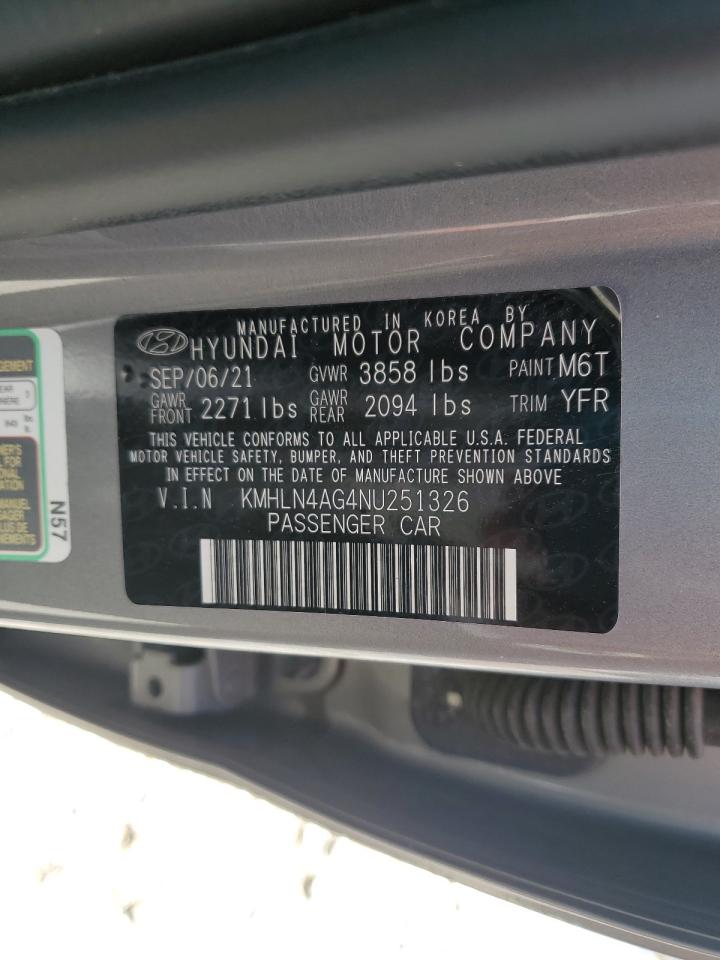 MANUFACTURED IN KOREA BY
HYUNDAI MOTOR COMPANY
SEP/06/21 GVWR 3858 lbs PAINT M6T
GAWR FRONT 2271 lbs GAWR REAR 2094 lbs TRIM YFR
THIS VEHICLE CONFORMS TO ALL APPLICABLE U.S.A. FEDERAL
MOTOR VEHICLE SAFETY, BUMPER, AND THEFT PREVENTION STANDARDS
IN EFFECT ON THE DATE OF MANUFACTURE SHOWN ABOVE
V.I.N KMHLN4AG4NU251326
PASSENGER CAR
N57